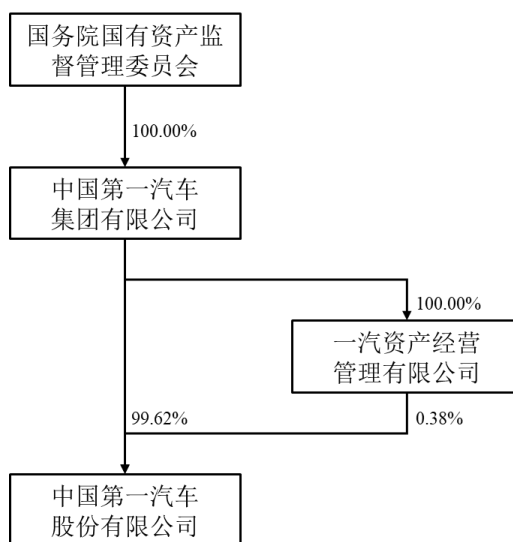 国务院国有资产监
督管理委员会
100.00%
中国第一汽车
集团有限公司
100.00%
一汽资产经营
管理有限公司
99.62%
0.38%
中国第一汽车
股份有限公司